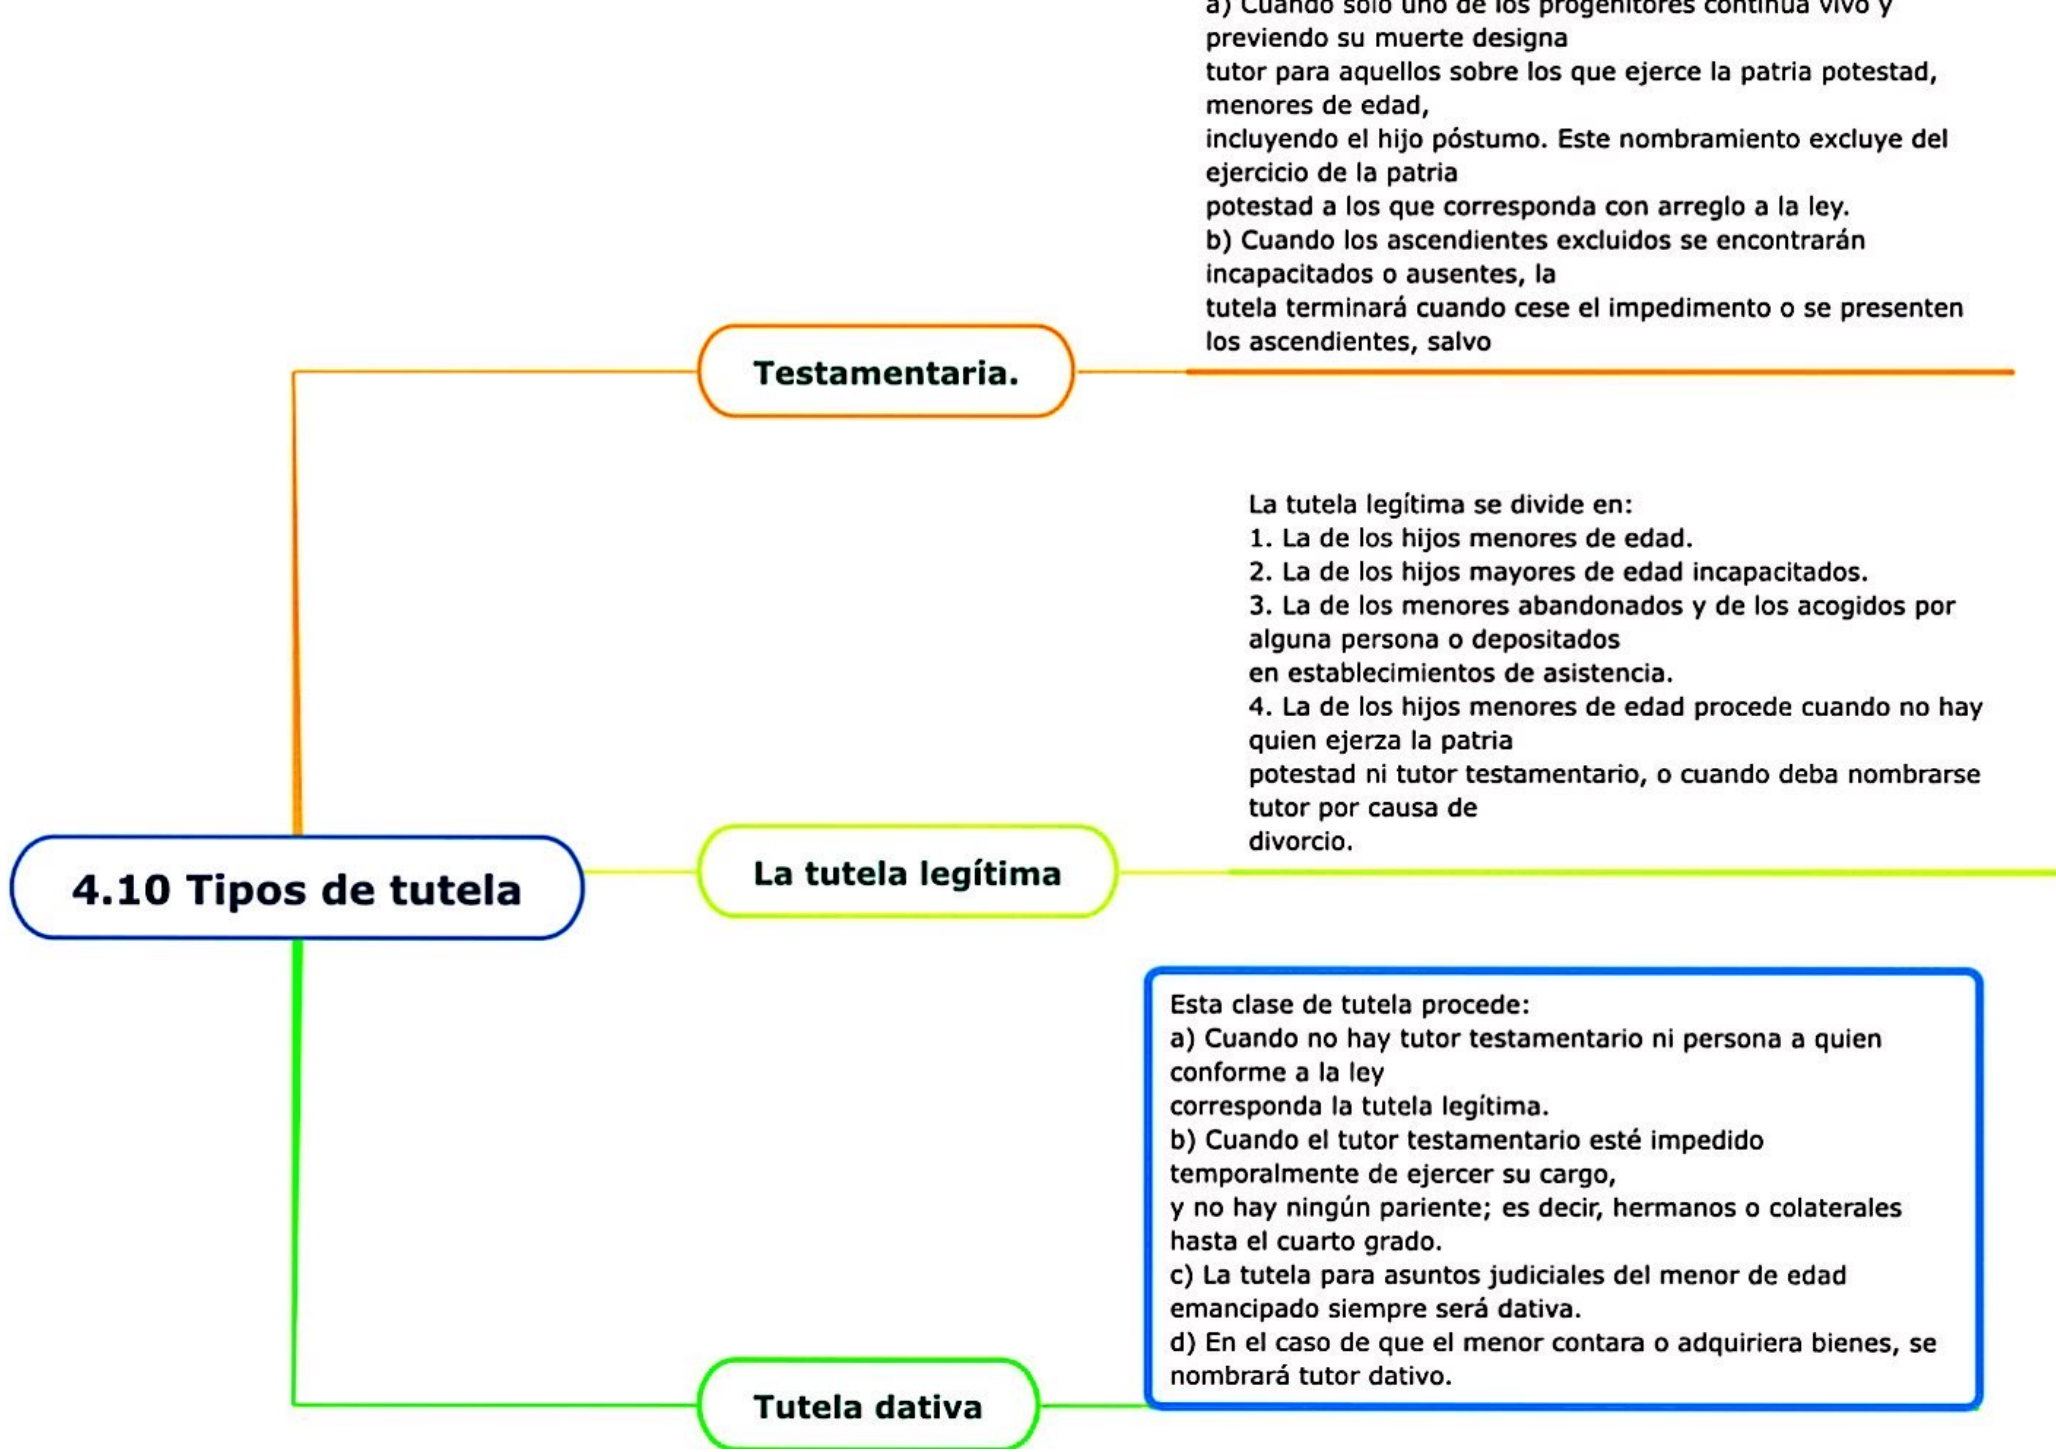 a) Cuando solo uno de los progenitores continúa vivo y
previendo su muerte designa
tutor para aquellos sobre los que ejerce la patria potestad,
menores de edad,
incluyendo el hijo póstumo. Este nombramiento excluye del
ejercicio de la patria
potestad a los que corresponda con arreglo a la ley.
b) Cuando los ascendientes excluidos se encontrarán
incapacitados o ausentes, la
tutela terminará cuando cese el impedimento o se presenten
los ascendientes, salvo
Testamentaria.
La tutela legítima se divide en:
1. La de los hijos menores de edad.
2. La de los hijos mayores de edad incapacitados.
3. La de los menores abandonados y de los acogidos por
alguna persona o depositados
en establecimientos de asistencia.
4. La de los hijos menores de edad procede cuando no hay
quien ejerza la patria
potestad ni tutor testamentario, o cuando deba nombrarse
tutor por causa de
divorcio.
La tutela legítima
4.10 Tipos de tutela
Esta clase de tutela procede:
a) Cuando no hay tutor testamentario ni persona a quien
conforme a la ley
corresponda la tutela legítima.
b) Cuando el tutor testamentario esté impedido
temporalmente de ejercer su cargo,
y no hay ningún pariente; es decir, hermanos o colaterales
hasta el cuarto grado.
c) La tutela para asuntos judiciales del menor de edad
emancipado siempre será dativa.
d) En el caso de que el menor contara o adquiriera bienes, se
nombrará tutor dativo.
Tutela dativa